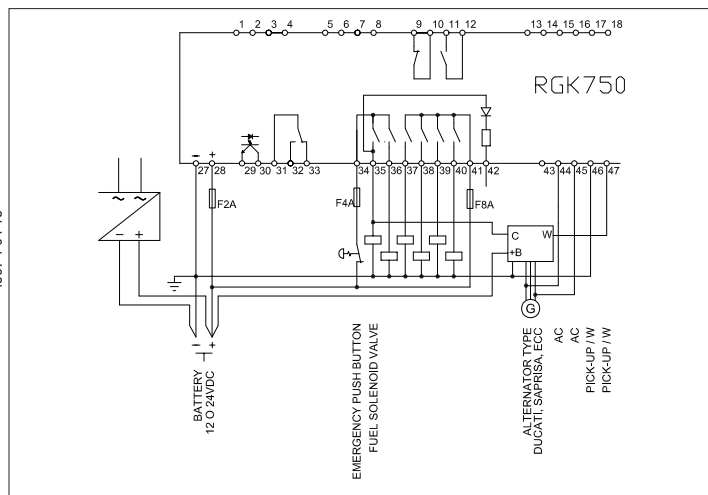 1 2 3 4 5 6 7 8 9 10 11 12 13 14 15 16 17 18
RGK750
− +
27 28 29 30 31 32 33 34 35 36 37 38 39 40 41 42 43 44 45 46 47
F2A
F4A
F8A
~ ~
− +
C W
+B
G
− +
BATTERY
12 O 24VDC
EMERGENCY PUSH BUTTON
FUEL SOLENOID VALVE
ALTERNATOR TYPE
DUCATI, SAPRISA, ECC
AC
AC
PICK-UP / W
PICK-UP / W